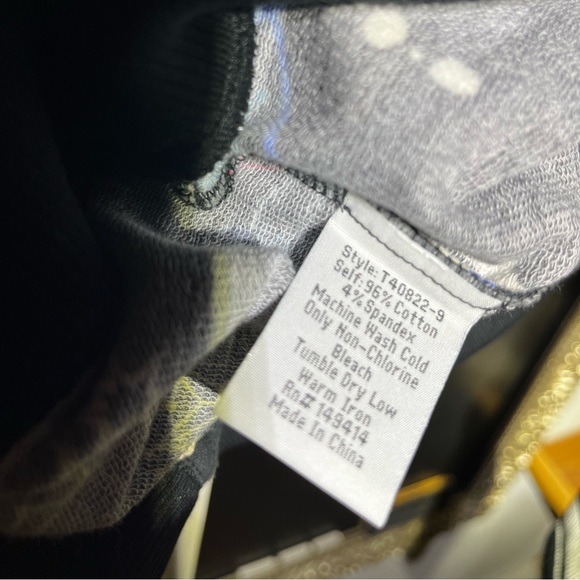 Style: T40822-9
Self: 96% Cotton
4% Spandex
Machine Wash Cold
Only Non-Chlorine
Bleach
Tumble Dry Low
Warm Iron
Rn# 149414
Made In China